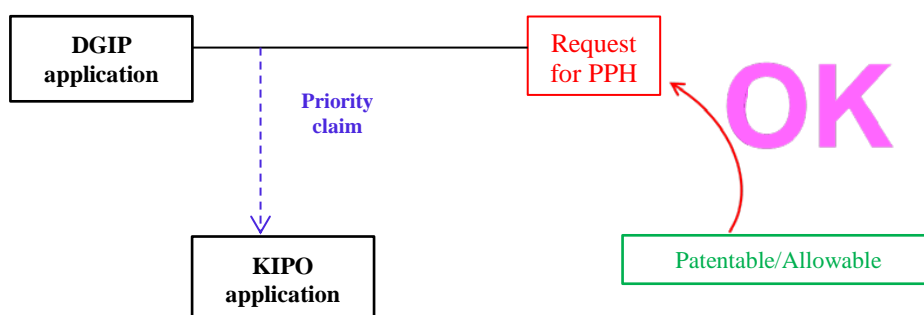 DGIP
application
Request
for PPH
OK
Priority
claim
KIPO
application
Patentable/Allowable